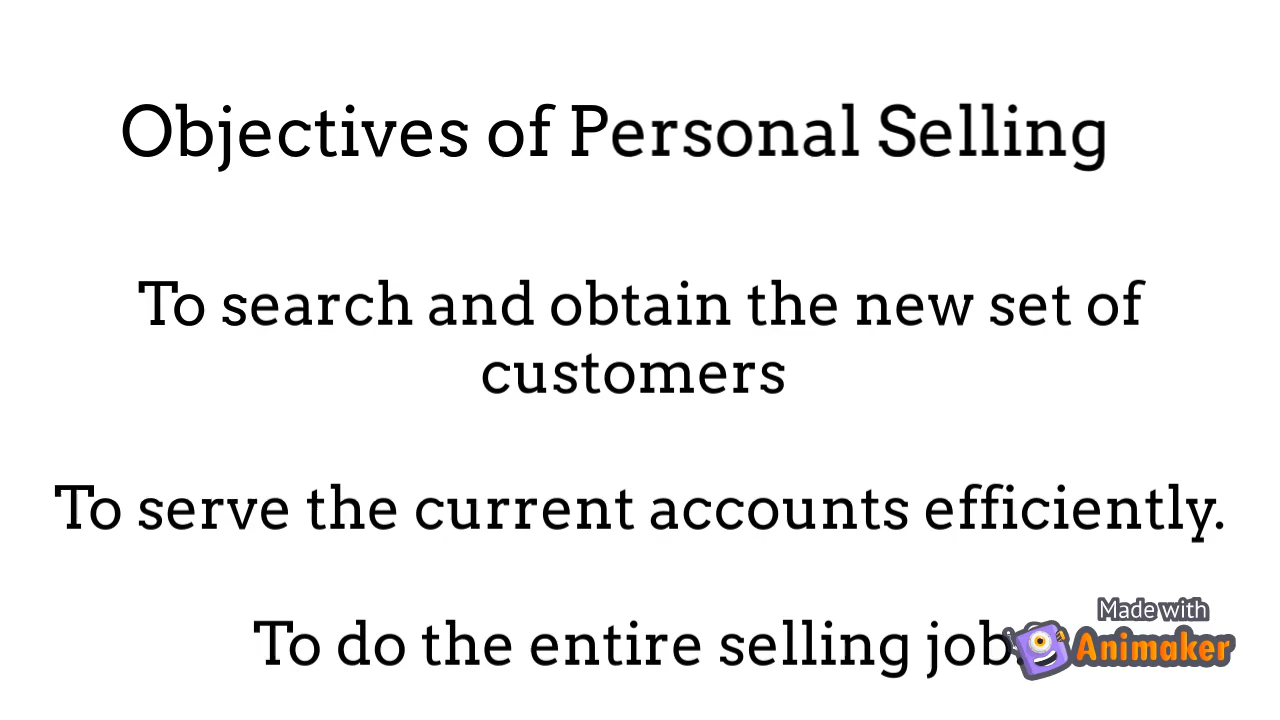 Objectives of Personal Selling
To search and obtain the new set of
customers
To serve the current accounts efficiently.
To do the entire selling job.
Made with
Animaker